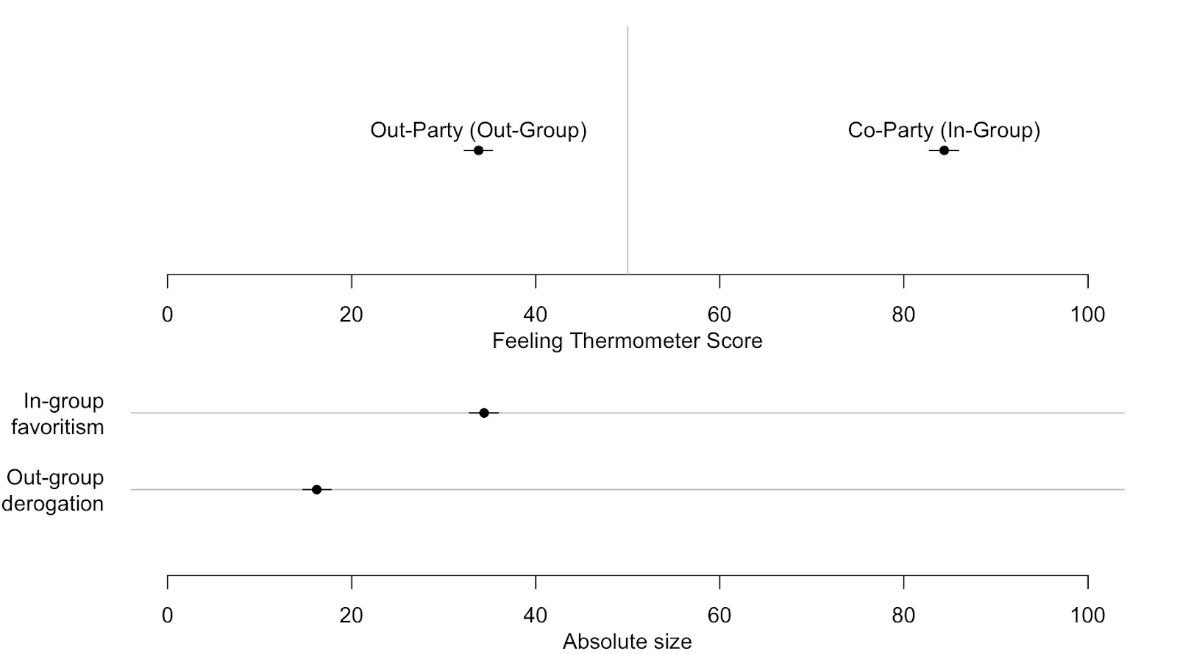 Out-Party (Out-Group)
Co-Party (In-Group)
0 20 40 60 80 100
Feeling Thermometer Score
In-group
favoritism
Out-group
derogation
0 20 40 60 80 100
Absolute size